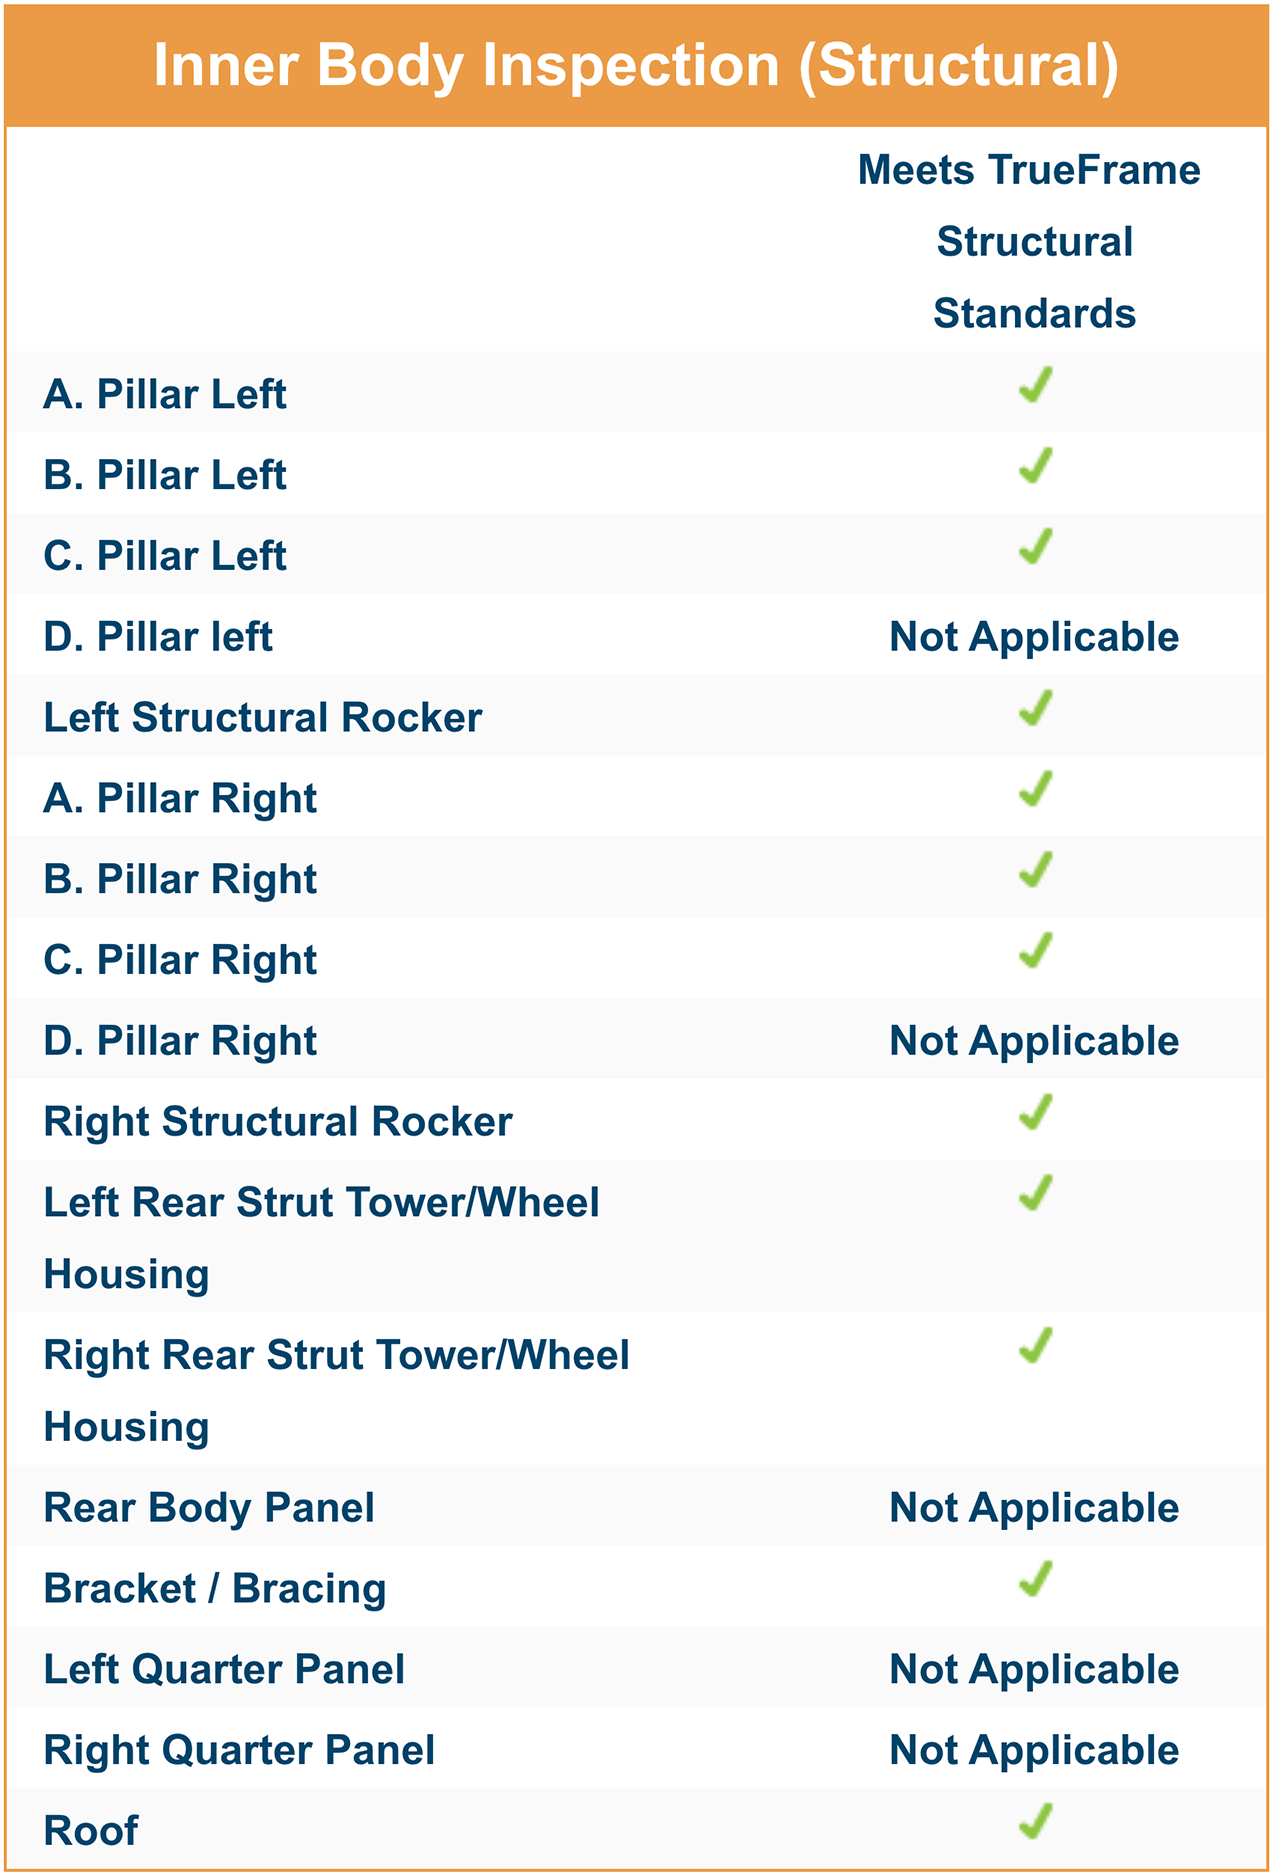 Inner Body Inspection (Structural)
Meets TrueFrame
Structural
Standards
A. Pillar Left
B. Pillar Left
C. Pillar Left
D. Pillar left Not Applicable
Left Structural Rocker
A. Pillar Right
B. Pillar Right
C. Pillar Right
D. Pillar Right Not Applicable
Right Structural Rocker
Left Rear Strut Tower/Wheel
Housing
Right Rear Strut Tower/Wheel
Housing
Rear Body Panel Not Applicable
Bracket / Bracing
Left Quarter Panel Not Applicable
Right Quarter Panel Not Applicable
Roof